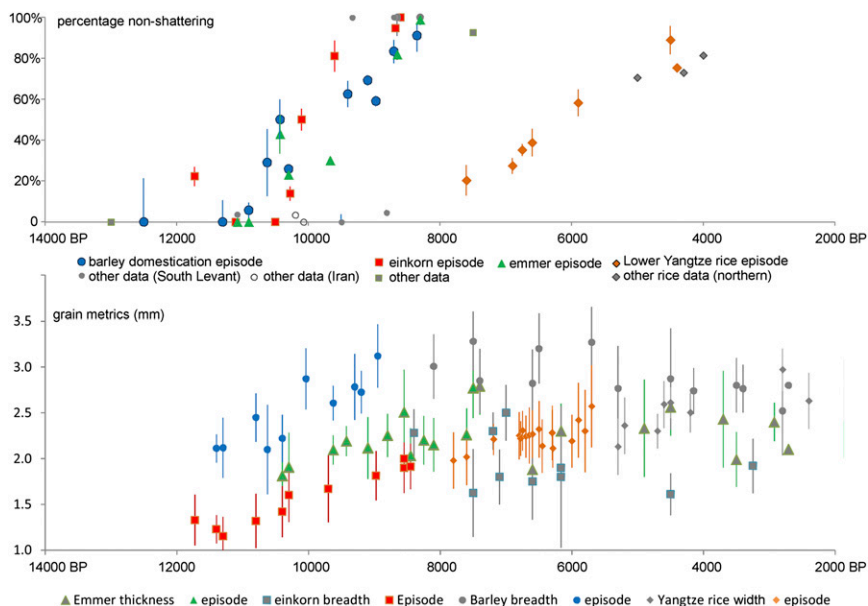 100% percentage non-shattering
80%
60%
40%
20%
0
14000 BP 12000 10000 8000 6000 4000 2000 BP
barley domestication episode einkorn episode emmer episode Lower Yangtze rice episode
other data (South Levant) other data (Iran) other data other rice data (northern)
grain metrics (mm)
3.5
3.0
2.5
2.0
1.5
1.0
14000 BP 12000 10000 8000 6000 4000 2000 BP
Emmer thickness episode einkorn breadth Episode Barley breadth episode Yangtze rice width episode